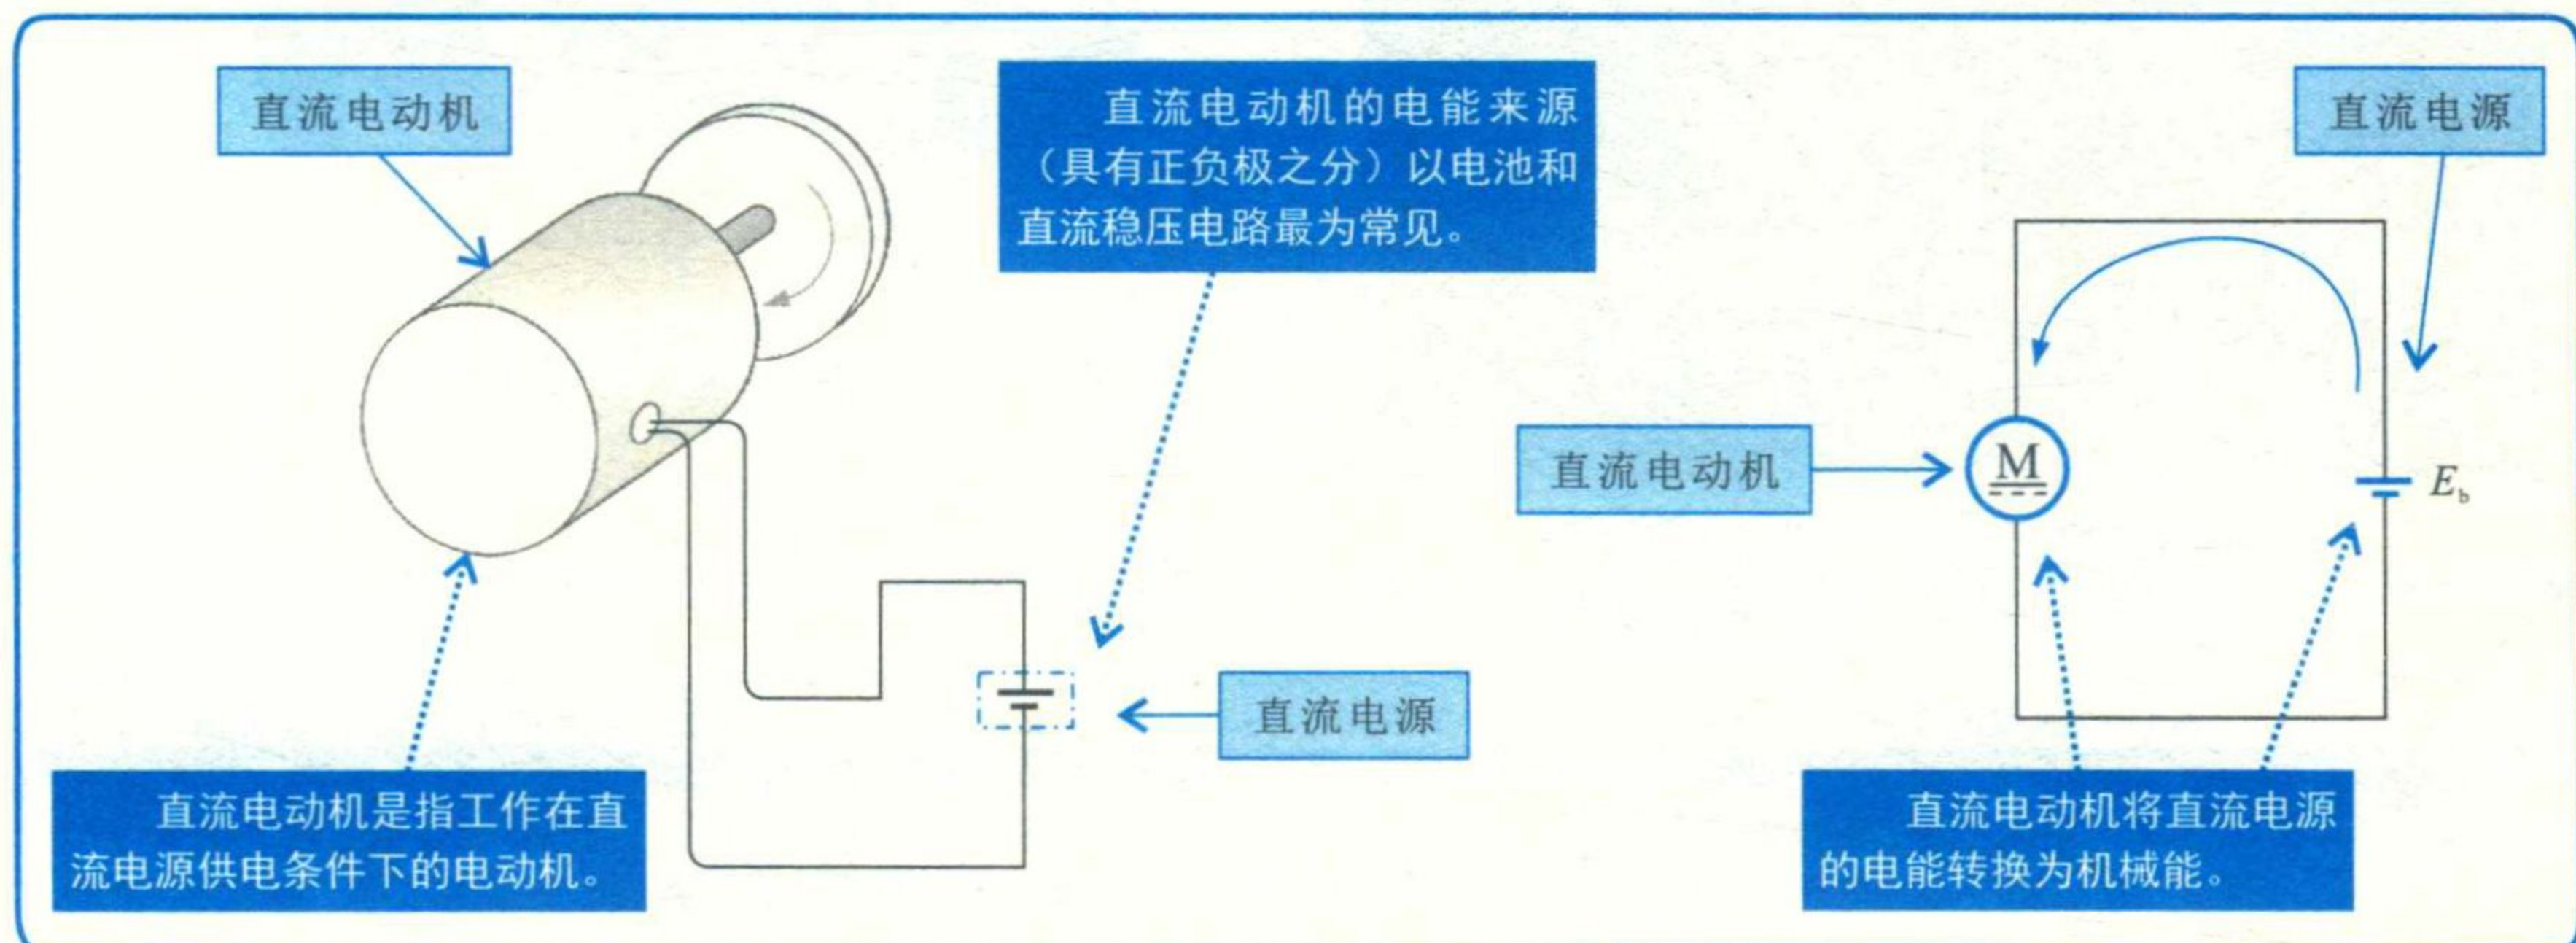 直流电动机
直流电动机的电能来源
（具有正负极之分）以电池和
直流稳压电路最为常见。
直流电源
直流电动机
M
E_b
直流电源
直流电动机是指工作在直
流电源供电条件下的电动机。
直流电动机将直流电源
的电能转换为机械能。